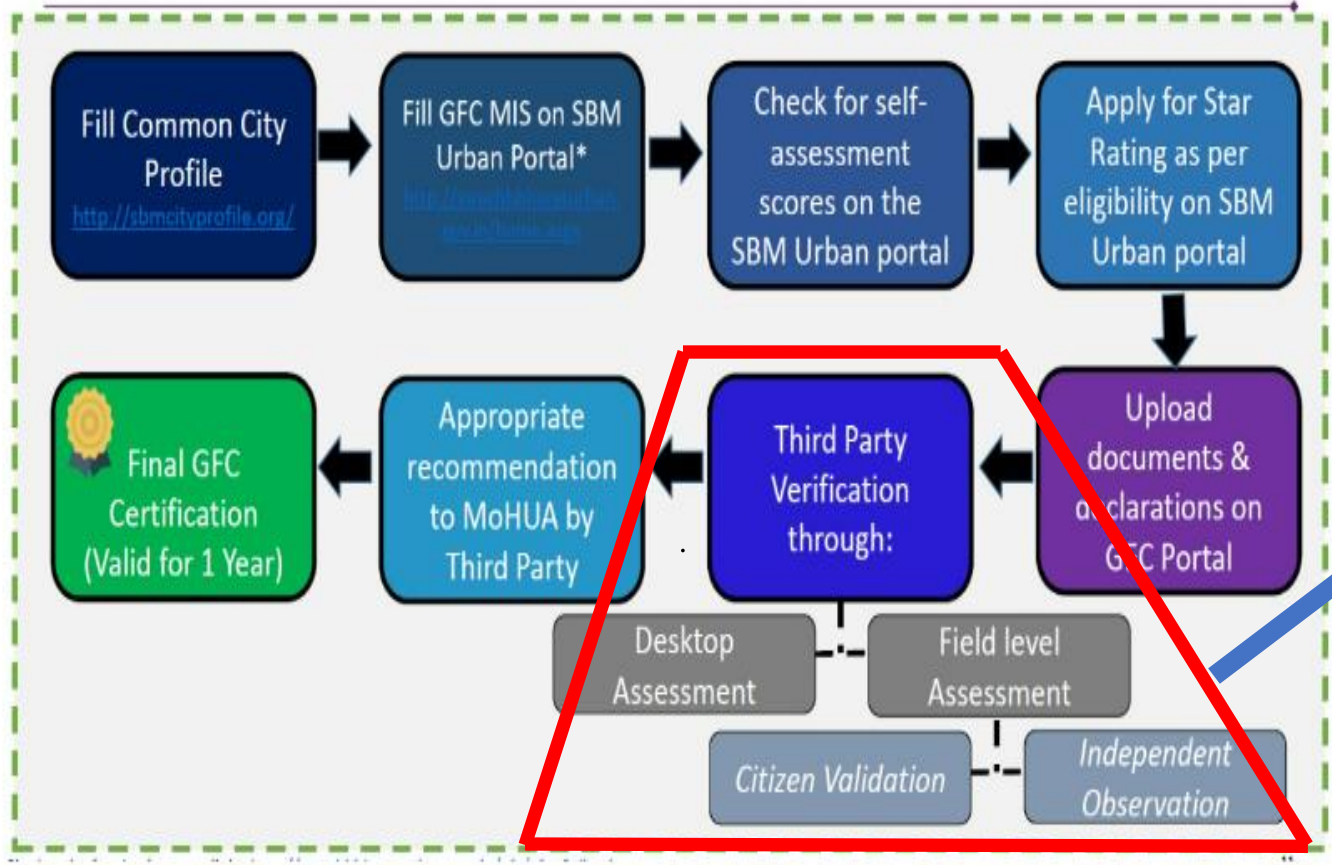 Fill Common City
Profile
http://sbmcityprofile.org/
Fill GFC MIS on SBM
Urban Portal*
Check for self-
assessment
scores on the
SBM Urban portal
Apply for Star
Rating as per
eligibility on SBM
Urban portal
Upload
documents &
declarations on
GFC Portal
Third Party
Verification
through:
Desktop
Assessment
Field level
Assessment
Citizen Validation
Independent
Observation
Appropriate
recommendation
to MoHUA by
Third Party
Final GFC
Certification
(Valid for 1 Year)